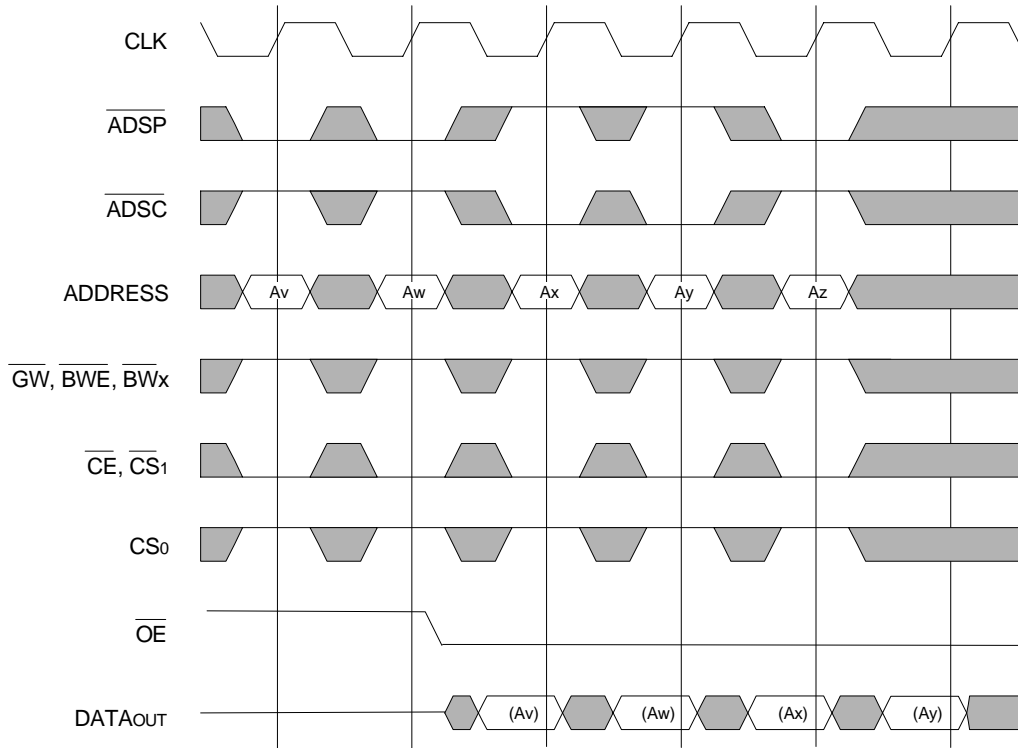 CLK
ADSP
ADSC
ADDRESS Av Aw Ax Ay Az
GW, BWE, BWx
CE, CS1
CS0
OE
DATAOUT (Av) (Aw) (Ax) (Ay)